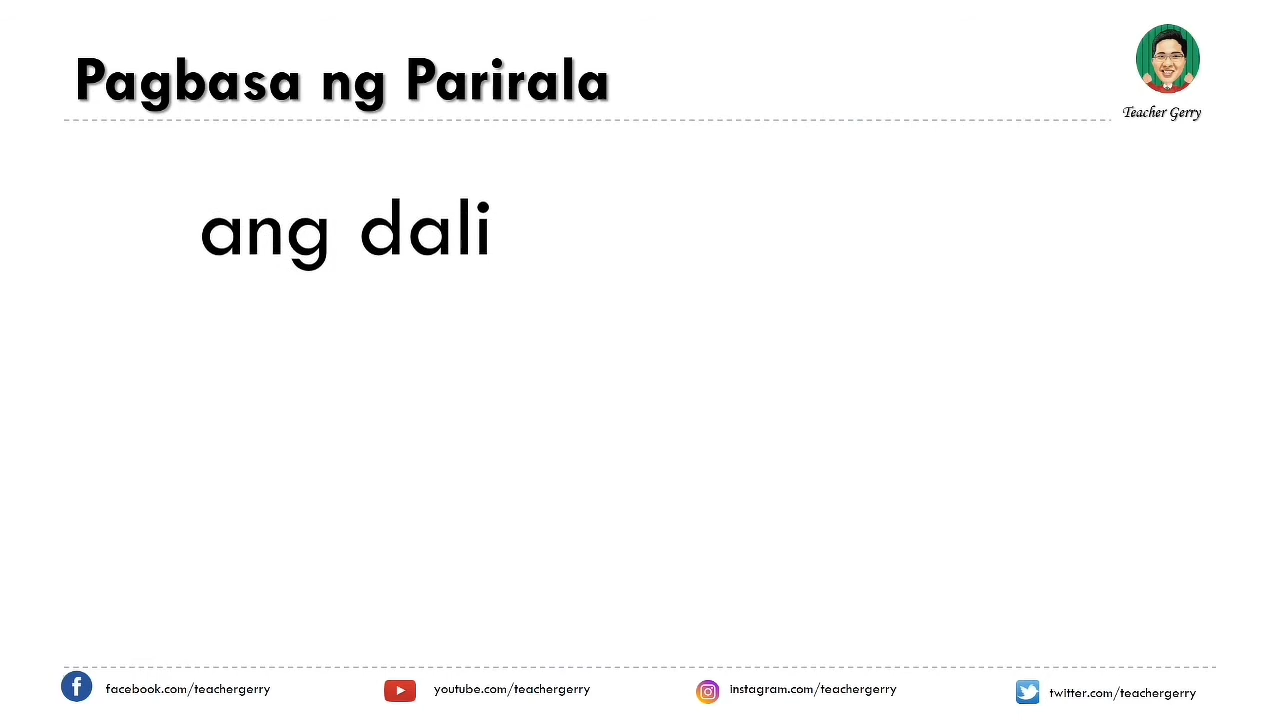 Pagbasa ng Parirala
Teacher Gerry
ang dali
facebook.com/teachergerry
youtube.com/teachergerry
instagram.com/teachergerry
twitter.com/teachergerry